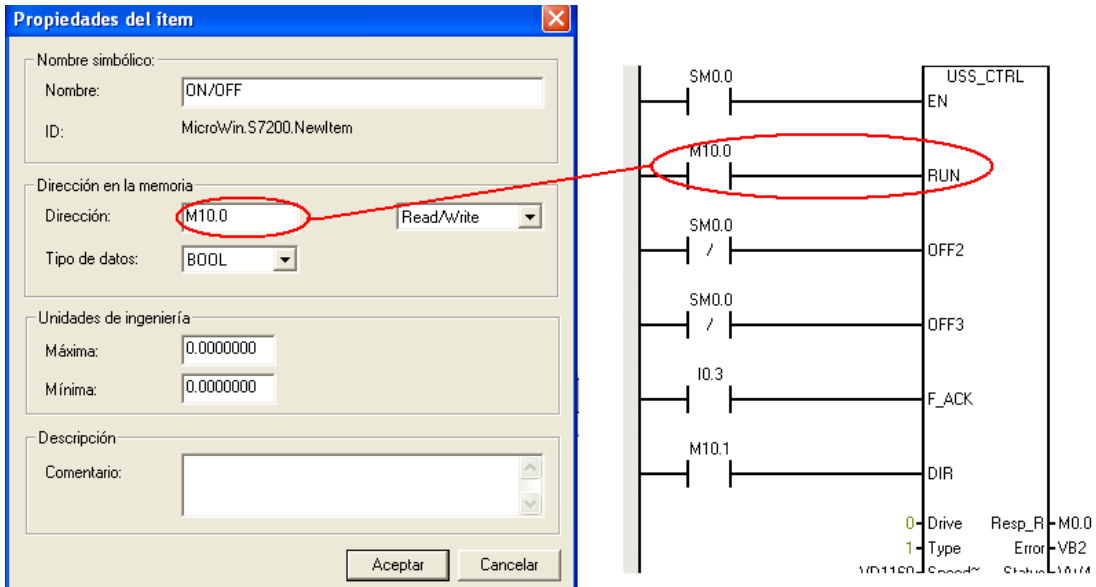 Propiedades del ítem
Nombre simbólico:
Nombre: ON/OFF
ID: MicroWin.S7200.NewItem
Dirección en la memoria
Dirección: M10.0 Read/Write
Tipo de datos: BOOL
Unidades de ingeniería
Máxima: 0.0000000
Mínima: 0.0000000
Descripción
Comentario:
Aceptar Cancelar
SM0.0 USS_CTRL
EN
M10.0
RUN
SM0.0
/ OFF2
SM0.0
/ OFF3
I0.3
F_ACK
M10.1
DIR
0 Drive Resp_R M0.0
1 Type Error VB2